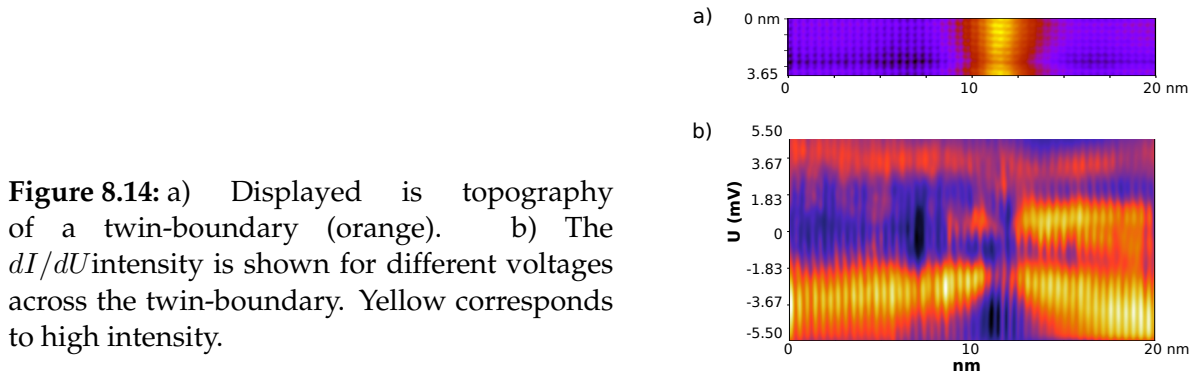 Figure 8.14: a) Displayed is topography
of a twin-boundary (orange). b) The
dI/dUintensity is shown for different voltages
across the twin-boundary. Yellow corresponds
to high intensity.
a)
0 nm
3.65
0 10 20 nm
b)
5.50
3.67
1.83
0
-1.83
-3.67
-5.50
U (mV)
0 10 20 nm
nm